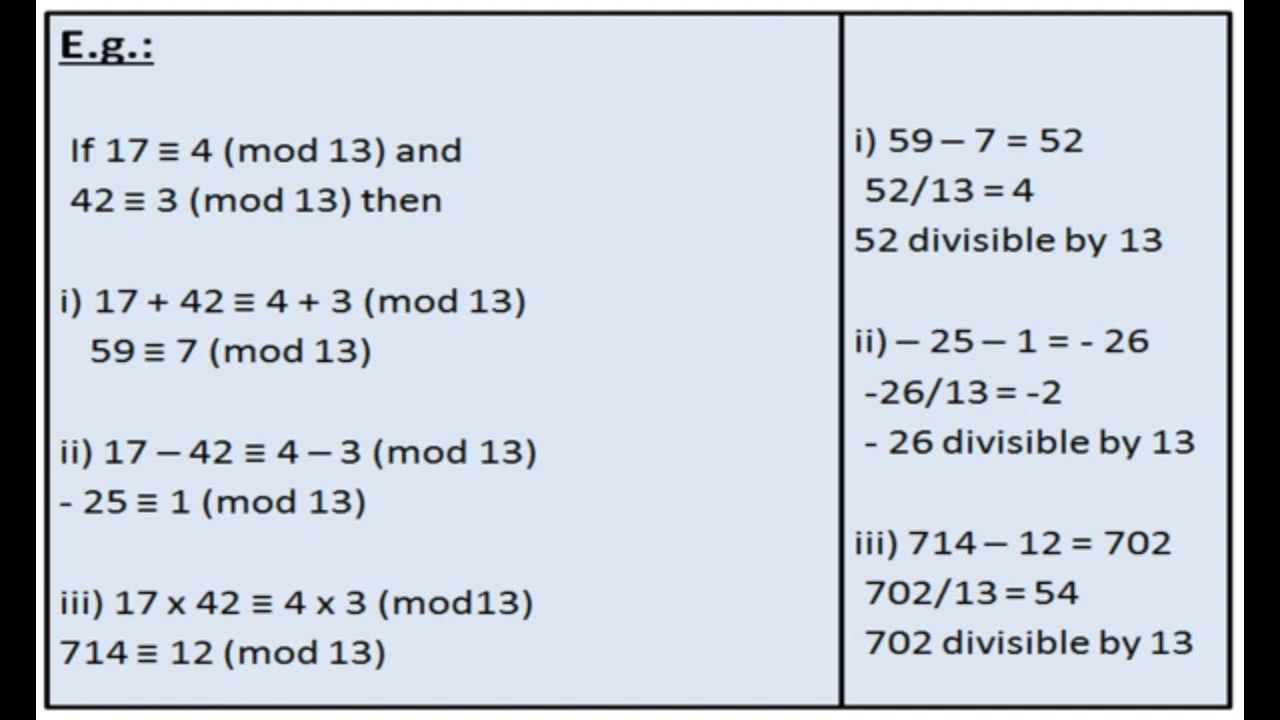 E.g.:
If 17 ≡ 4 (mod 13) and
42 ≡ 3 (mod 13) then
i) 17 + 42 ≡ 4 + 3 (mod 13)
59 ≡ 7 (mod 13)
ii) 17 – 42 ≡ 4 – 3 (mod 13)
- 25 ≡ 1 (mod 13)
iii) 17 x 42 ≡ 4 x 3 (mod13)
714 ≡ 12 (mod 13)
i) 59 – 7 = 52
52/13 = 4
52 divisible by 13
ii) – 25 – 1 = - 26
-26/13 = -2
- 26 divisible by 13
iii) 714 – 12 = 702
702/13 = 54
702 divisible by 13